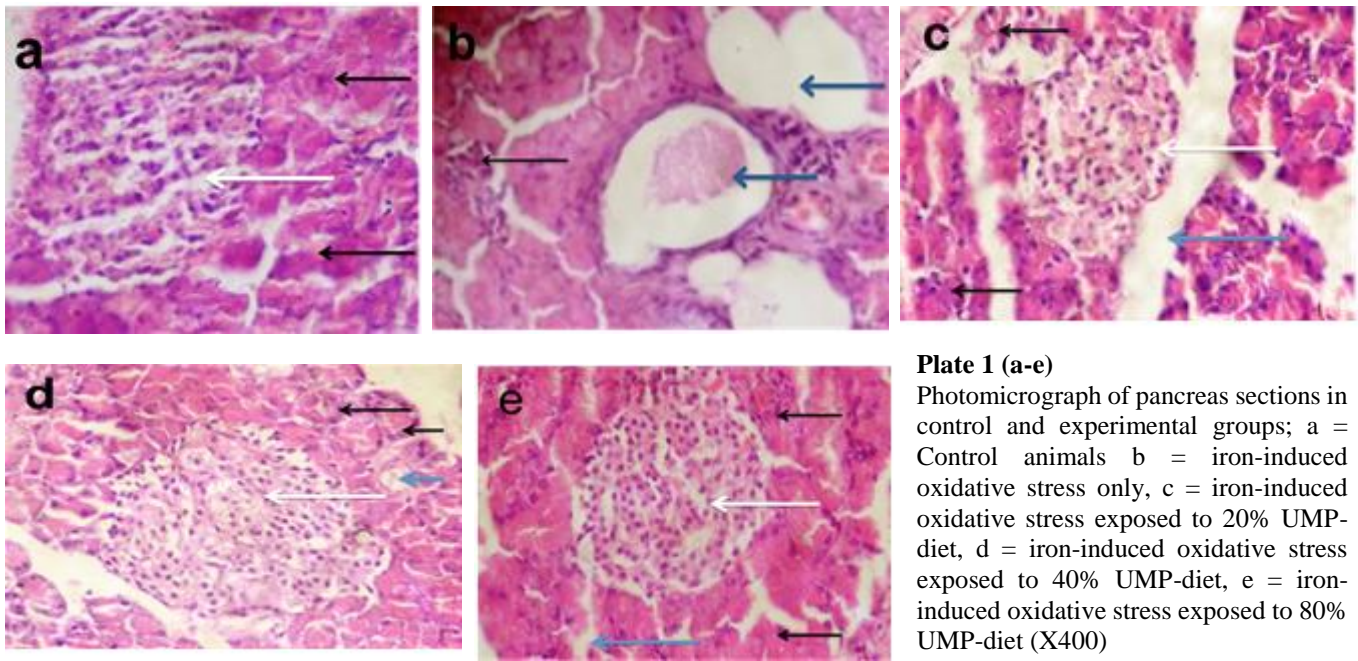 a
b
c
d
e
Plate 1 (a-e)
Photomicrograph of pancreas sections in
control and experimental groups; a =
Control animals b = iron-induced
oxidative stress only, c = iron-induced
oxidative stress exposed to 20% UMP-
diet, d = iron-induced oxidative stress
exposed to 40% UMP-diet, e = iron-
induced oxidative stress exposed to 80%
UMP-diet (X400)